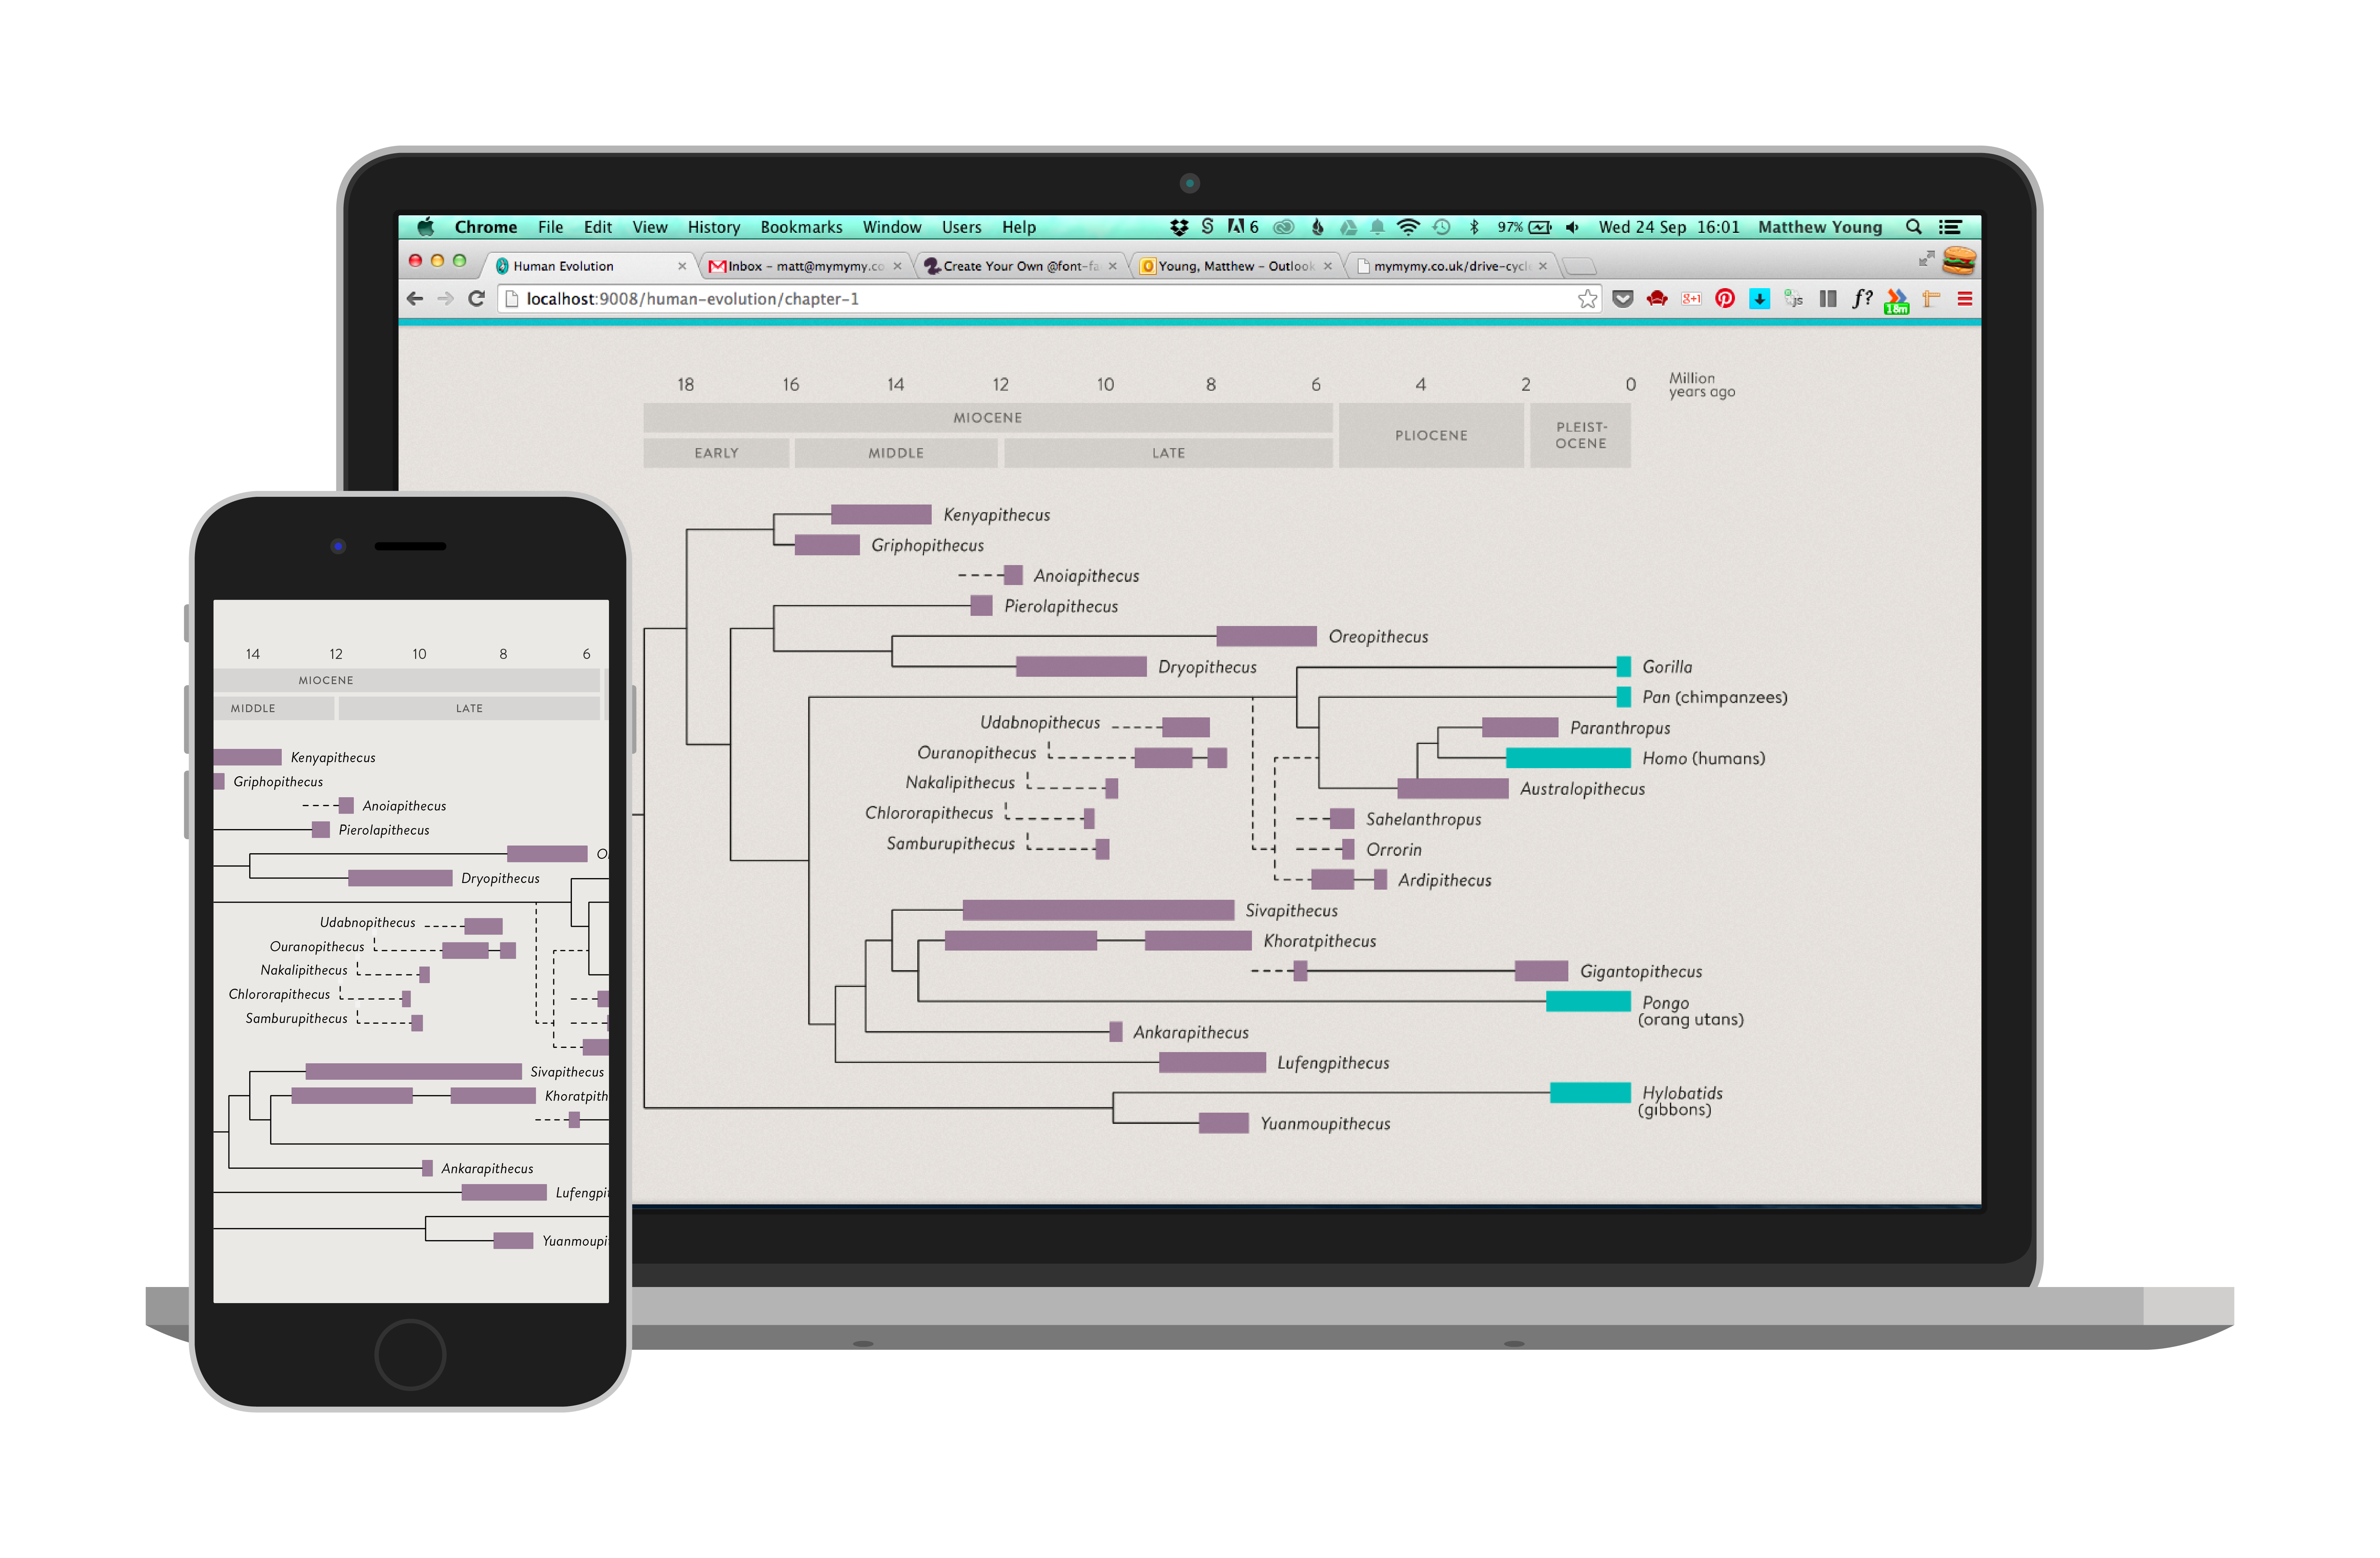 Chrome File Edit View History Bookmarks Window Users Help 6 97% Wed 24 Sep 16:01 Matthew Young
Human Evolution
Inbox – matt@mymymy.co
Create Your Own @font-fa
Young, Matthew – Outlook
mymymy.co.uk/drive-cycl
localhost:9008/human-evolution/chapter-1
g+1
js
f?
18m
18 16 14 12 10 8 6 4 2 0
Million
years ago
MIOCENE
PLIOCENE
PLEIST-
OCENE
EARLY MIDDLE LATE
Kenyapithecus
Griphopithecus
Anoiapithecus
Pierolapithecus
Oreopithecus
Dryopithecus
Gorilla
Pan (chimpanzees)
Udabnopithecus
Paranthropus
Ouranopithecus
Homo (humans)
Nakalipithecus
Australopithecus
Chlororapithecus
Sahelanthropus
Samburupithecus
Orrorin
Ardipithecus
Sivapithecus
Khoratpithecus
Gigantopithecus
Pongo
(orang utans)
Ankarapithecus
Lufengpithecus
Hylobatids
(gibbons)
Yuanmoupithecus
14 12 10 8 6
MIOCENE
MIDDLE LATE
Kenyapithecus
Griphopithecus
Anoiapithecus
Pierolapithecus
O
Dryopithecus
Udabnopithecus
Ouranopithecus
Nakalipithecus
Chlororapithecus
Samburupithecus
Sivapithecus
Khoratpith
Ankarapithecus
Lufengpi
Yuanmoupi